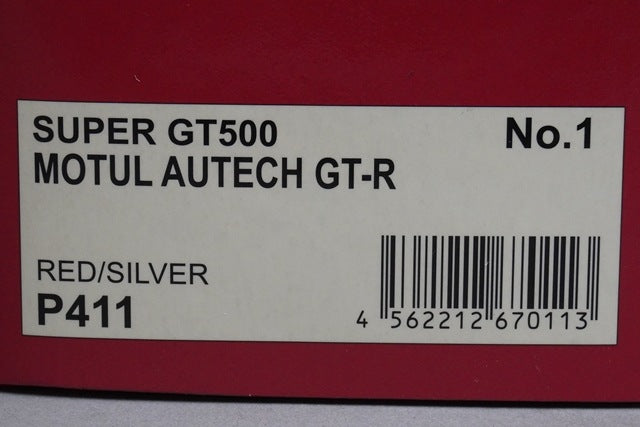 SUPER GT500 No.1
MOTUL AUTECH GT-R
RED/SILVER
P411
4 562212 670113